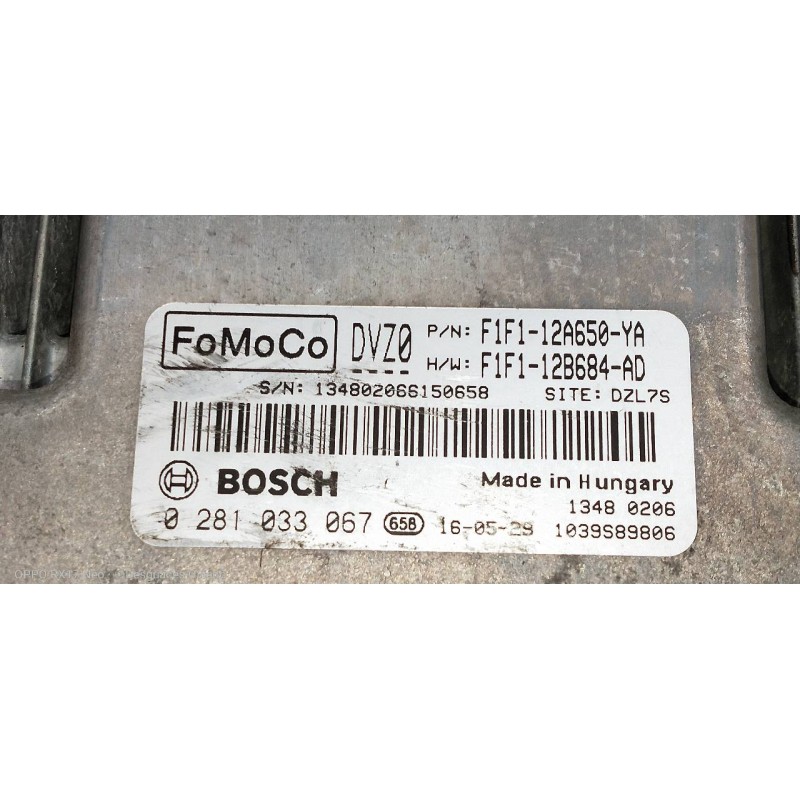 FoMoCo DVZ0 P/N: F1F1-12A650-YA
H/W: F1F1-12B684-AD
S/N: 134802066150658 SITE: DZL7S
BOSCH Made in Hungary
1348 0206
0 281 033 067 658 16-05-29 1039S89806